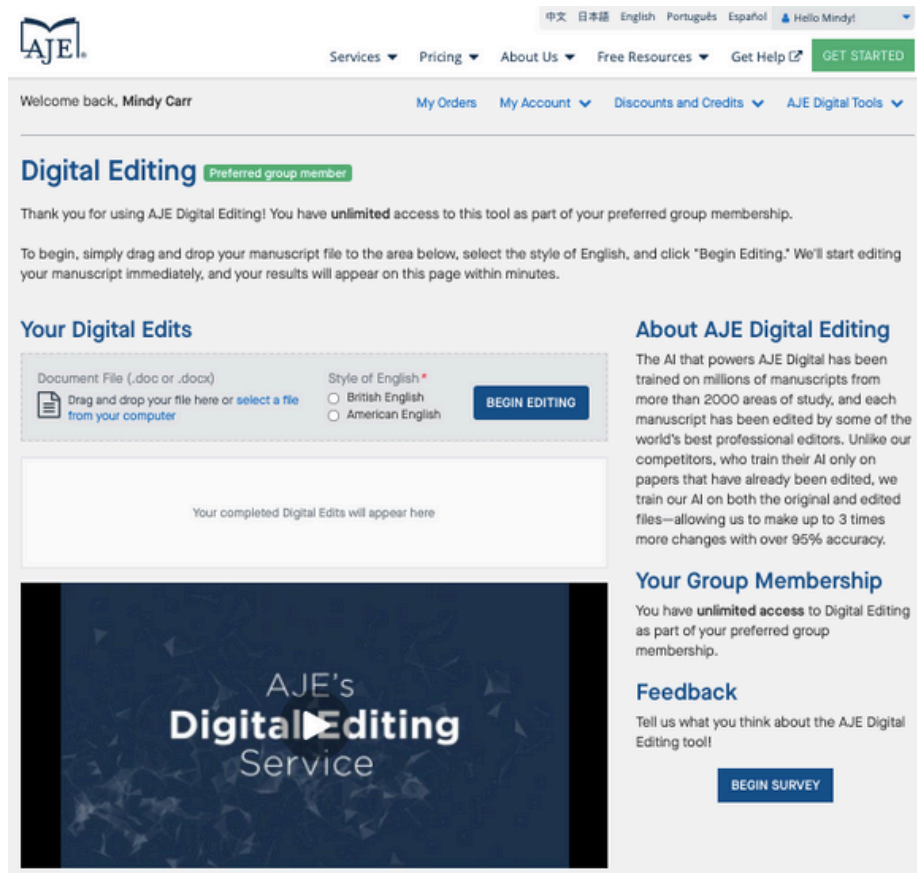 中文 日本語 English Português Español Hello Mindy!
AJE.
Services Pricing About Us Free Resources Get Help GET STARTED
Welcome back, Mindy Carr
My Orders My Account Discounts and Credits AJE Digital Tools
Digital Editing Preferred group member
Thank you for using AJE Digital Editing! You have unlimited access to this tool as part of your preferred group membership.
To begin, simply drag and drop your manuscript file to the area below, select the style of English, and click "Begin Editing." We'll start editing
your manuscript immediately, and your results will appear on this page within minutes.
Your Digital Edits
Document File (.doc or .docx)
Drag and drop your file here or select a file
from your computer
Style of English *
British English
American English
BEGIN EDITING
Your completed Digital Edits will appear here
AJE's
Digital Editing
Service
About AJE Digital Editing
The AI that powers AJE Digital has been
trained on millions of manuscripts from
more than 2000 areas of study, and each
manuscript has been edited by some of the
world's best professional editors. Unlike our
competitors, who train their AI only on
papers that have already been edited, we
train our AI on both the original and edited
files—allowing us to make up to 3 times
more changes with over 95% accuracy.
Your Group Membership
You have unlimited access to Digital Editing
as part of your preferred group
membership.
Feedback
Tell us what you think about the AJE Digital
Editing tool!
BEGIN SURVEY